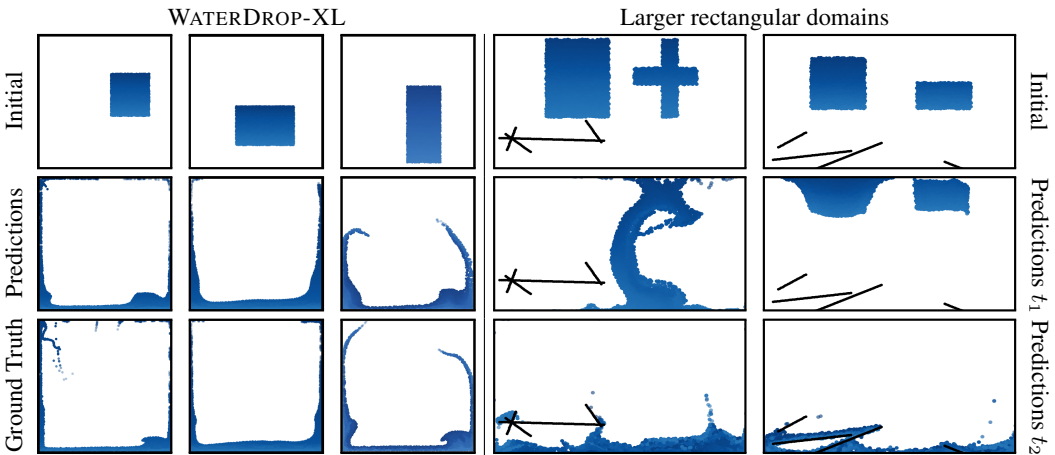 WATERDROP-XL
Larger rectangular domains
Initial
Initial
Predictions
Predictions t₁
Ground Truth
Predictions t₂